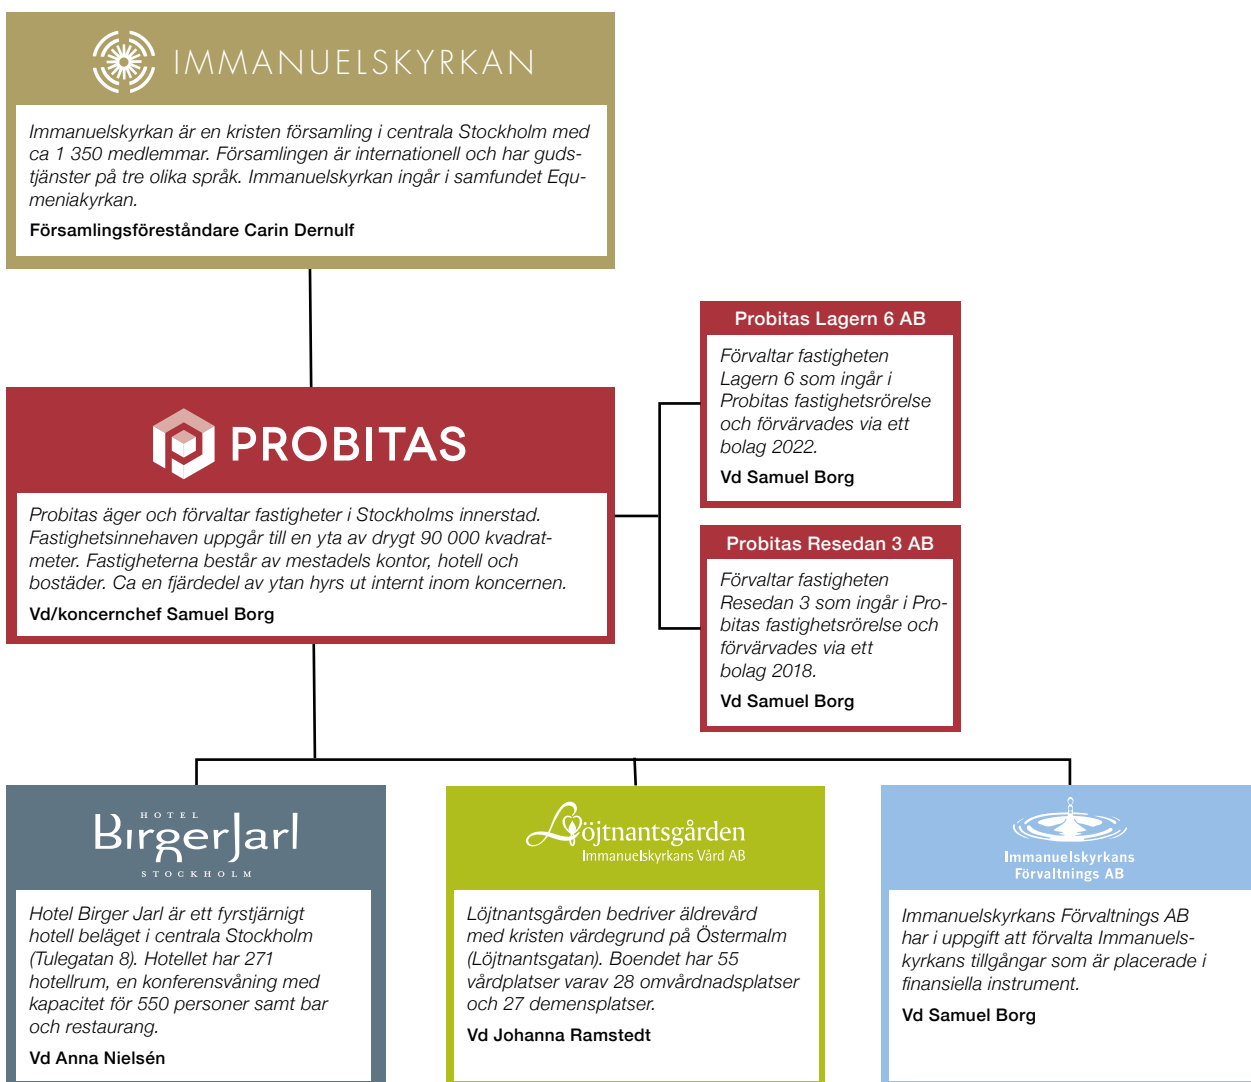 IMMANUELSKYRKAN
Immanuelskyrkan är en kristen församling i centrala Stockholm med
ca 1 350 medlemmar. Församlingen är internationell och har guds-
tjänster på tre olika språk. Immanuelskyrkan ingår i samfundet Equ-
meniakyrkan.
Församlingsföreståndare Carin Dernulf
PROBITAS
Probitas äger och förvaltar fastigheter i Stockholms innerstad.
Fastighetsinnehaven uppgår till en yta av drygt 90 000 kvadrat-
meter. Fastigheterna består av mestadels kontor, hotell och
bostäder. Ca en fjärdedel av ytan hyrs ut internt inom koncernen.
Vd/koncernchef Samuel Borg
Probitas Lagern 6 AB
Förvaltar fastigheten
Lagern 6 som ingår i
Probitas fastighetsrörelse
och förvärvades via ett
bolag 2022.
Vd Samuel Borg
Probitas Resedan 3 AB
Förvaltar fastigheten
Resedan 3 som ingår i Pro-
bitas fastighetsrörelse och
förvärvades via ett
bolag 2018.
Vd Samuel Borg
HOTEL
BirgerJarl
STOCKHOLM
Hotel Birger Jarl är ett fyrstjärnigt
hotell beläget i centrala Stockholm
(Tulegatan 8). Hotellet har 271
hotellrum, en konferensvåning med
kapacitet för 550 personer samt bar
och restaurang.
Vd Anna Nielsén
Löjtnantsgården
Immanuelskyrkans Vård AB
Löjtnantsgården bedriver äldrevård
med kristen värdegrund på Östermalm
(Löjtnantsgatan). Boendet har 55
vårdplatser varav 28 omvårdnadsplatser
och 27 demensplatser.
Vd Johanna Ramstedt
Immanuelskyrkans
Förvaltnings AB
Immanuelskyrkans Förvaltnings AB
har i uppgift att förvalta Immanuels-
kyrkans tillgångar som är placerade i
finansiella instrument.
Vd Samuel Borg